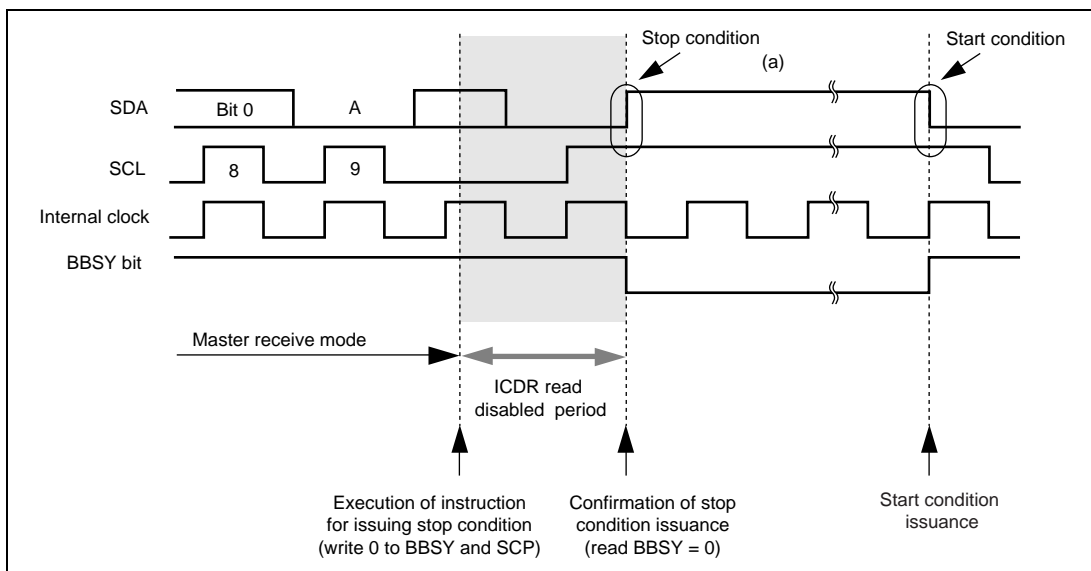 Stop condition
Start condition
(a)
SDA
Bit 0
A
SCL
8
9
Internal clock
BBSY bit
Master receive mode
ICDR read
disabled period
Execution of instruction
for issuing stop condition
(write 0 to BBSY and SCP)
Confirmation of stop
condition issuance
(read BBSY = 0)
Start condition
issuance